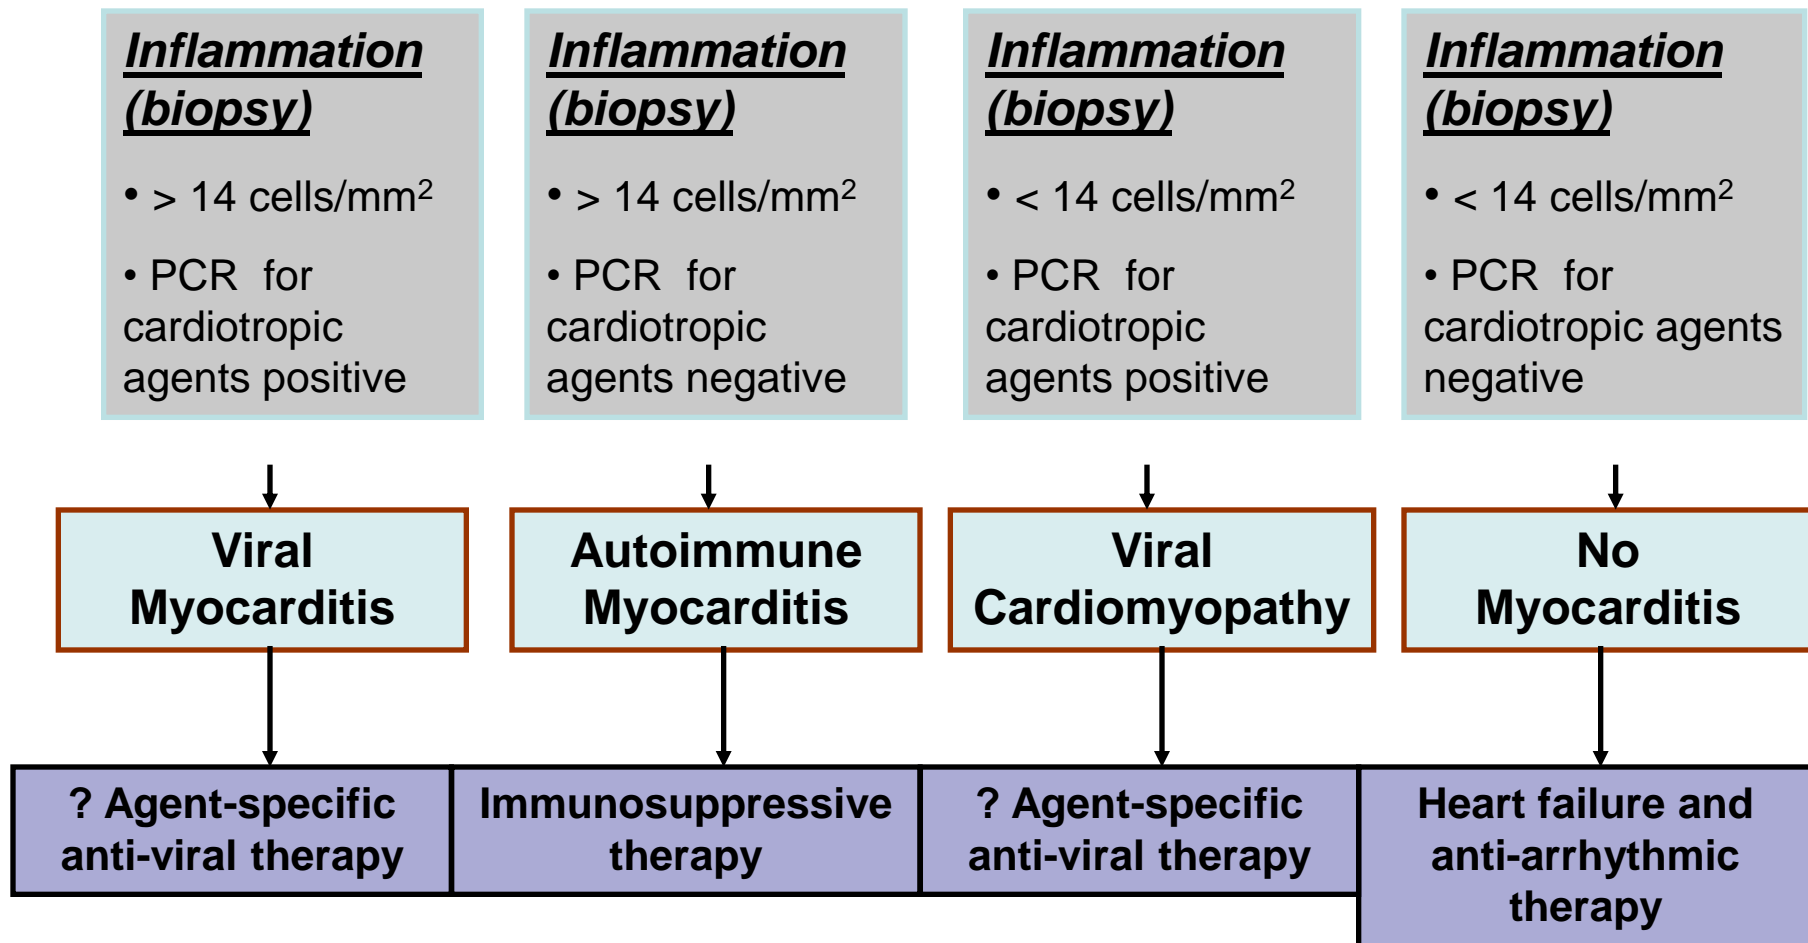 Inflammation
(biopsy)
• > 14 cells/mm²
• PCR for
cardiotropic
agents positive
Inflammation
(biopsy)
• > 14 cells/mm²
• PCR for
cardiotropic
agents negative
Inflammation
(biopsy)
• < 14 cells/mm²
• PCR for
cardiotropic
agents positive
Inflammation
(biopsy)
• < 14 cells/mm²
• PCR for
cardiotropic agents
negative
Viral
Myocarditis
Autoimmune
Myocarditis
Viral
Cardiomyopathy
No
Myocarditis
? Agent-specific
anti-viral therapy
Immunosuppressive
therapy
? Agent-specific
anti-viral therapy
Heart failure and
anti-arrhythmic
therapy